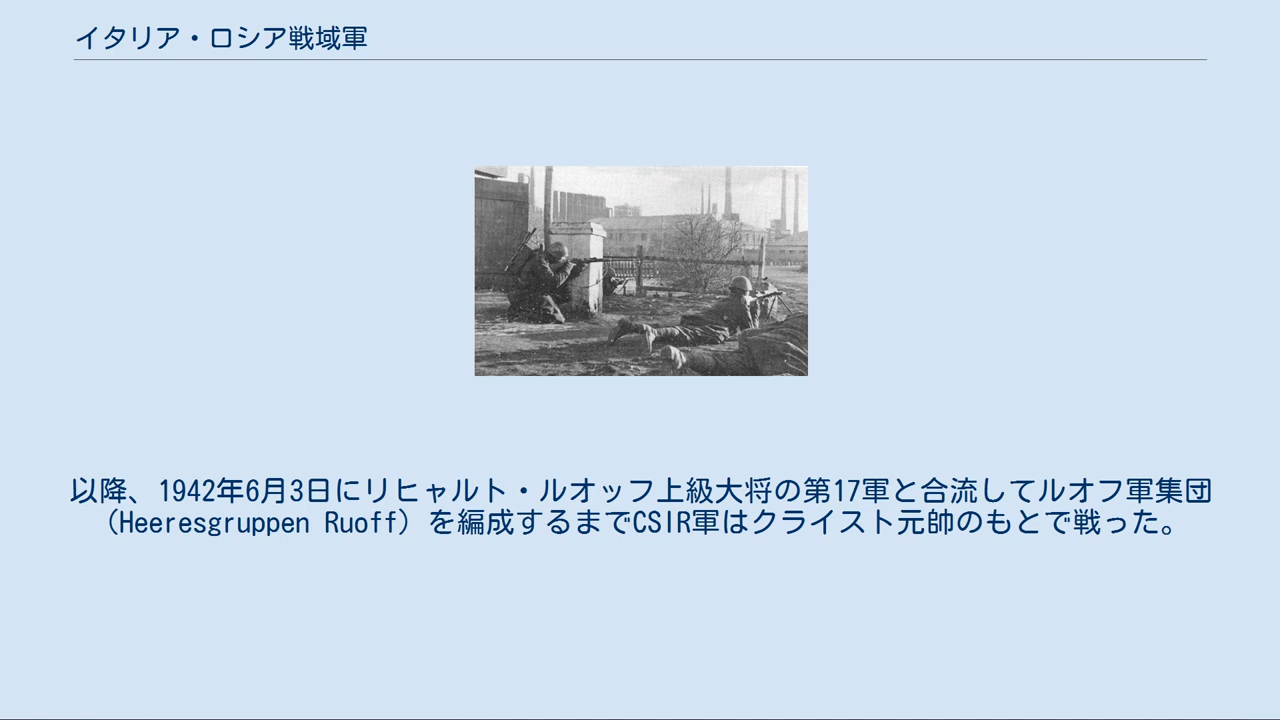 イタリア・ロシア戦域軍
以降、1942年6月3日にリヒャルト・ルオッフ上級大将の第17軍と合流してルオフ軍集団
（Heeresgruppen Ruoff）を編成するまでCSIR軍はクライスト元帥のもとで戦った。